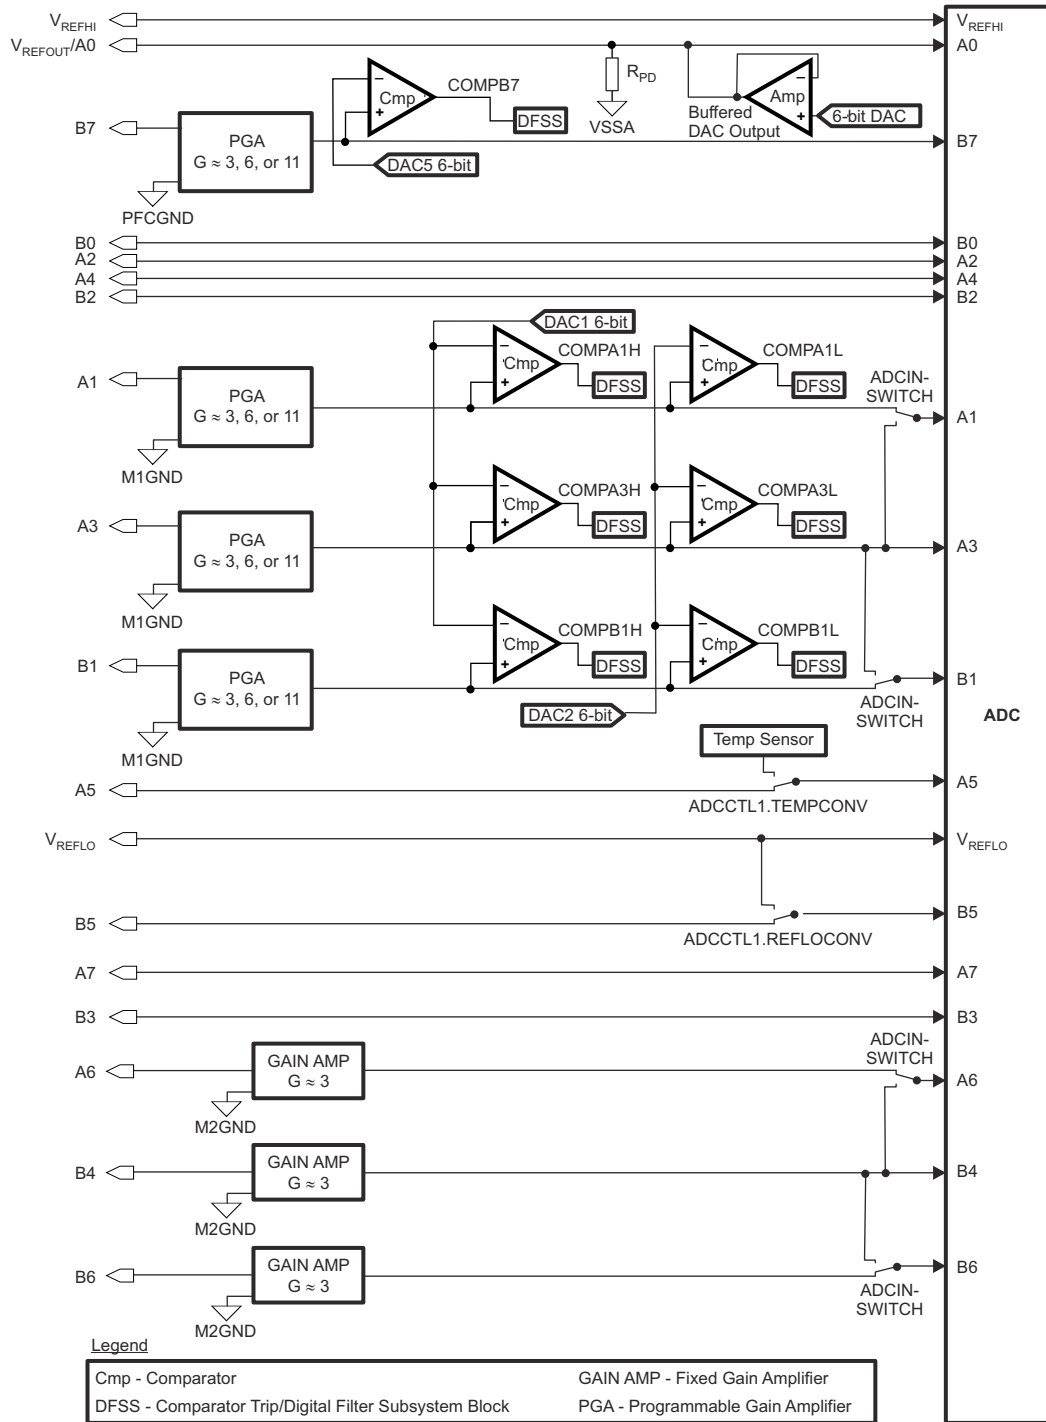 VREFHI
VREFHI
VREFOUT/A0
A0
RPD
VSSA
Amp
Buffered
DAC Output
6-bit DAC
Cmp
COMPB7
DFSS
B7
PGA
G ≈ 3, 6, or 11
DAC5 6-bit
B7
PFCGND
B0
B0
A2
A2
A4
A4
B2
B2
DAC1 6-bit
Cmp
COMPA1H
DFSS
Cmp
COMPA1L
DFSS
ADCIN-
SWITCH
A1
PGA
G ≈ 3, 6, or 11
A1
M1GND
Cmp
COMPA3H
DFSS
Cmp
COMPA3L
DFSS
A3
PGA
G ≈ 3, 6, or 11
A3
M1GND
Cmp
COMPB1H
DFSS
Cmp
COMPB1L
DFSS
B1
PGA
G ≈ 3, 6, or 11
B1
ADCIN-
SWITCH
DAC2 6-bit
ADC
M1GND
Temp Sensor
A5
A5
ADCCTL1.TEMPCONV
VREFLO
VREFLO
B5
B5
ADCCTL1.REFLOCONV
A7
A7
B3
B3
ADCIN-
SWITCH
A6
GAIN AMP
G ≈ 3
A6
M2GND
B4
GAIN AMP
G ≈ 3
B4
M2GND
B6
GAIN AMP
G ≈ 3
B6
ADCIN-
SWITCH
M2GND
Legend
Cmp - Comparator
GAIN AMP - Fixed Gain Amplifier
DFSS - Comparator Trip/Digital Filter Subsystem Block
PGA - Programmable Gain Amplifier